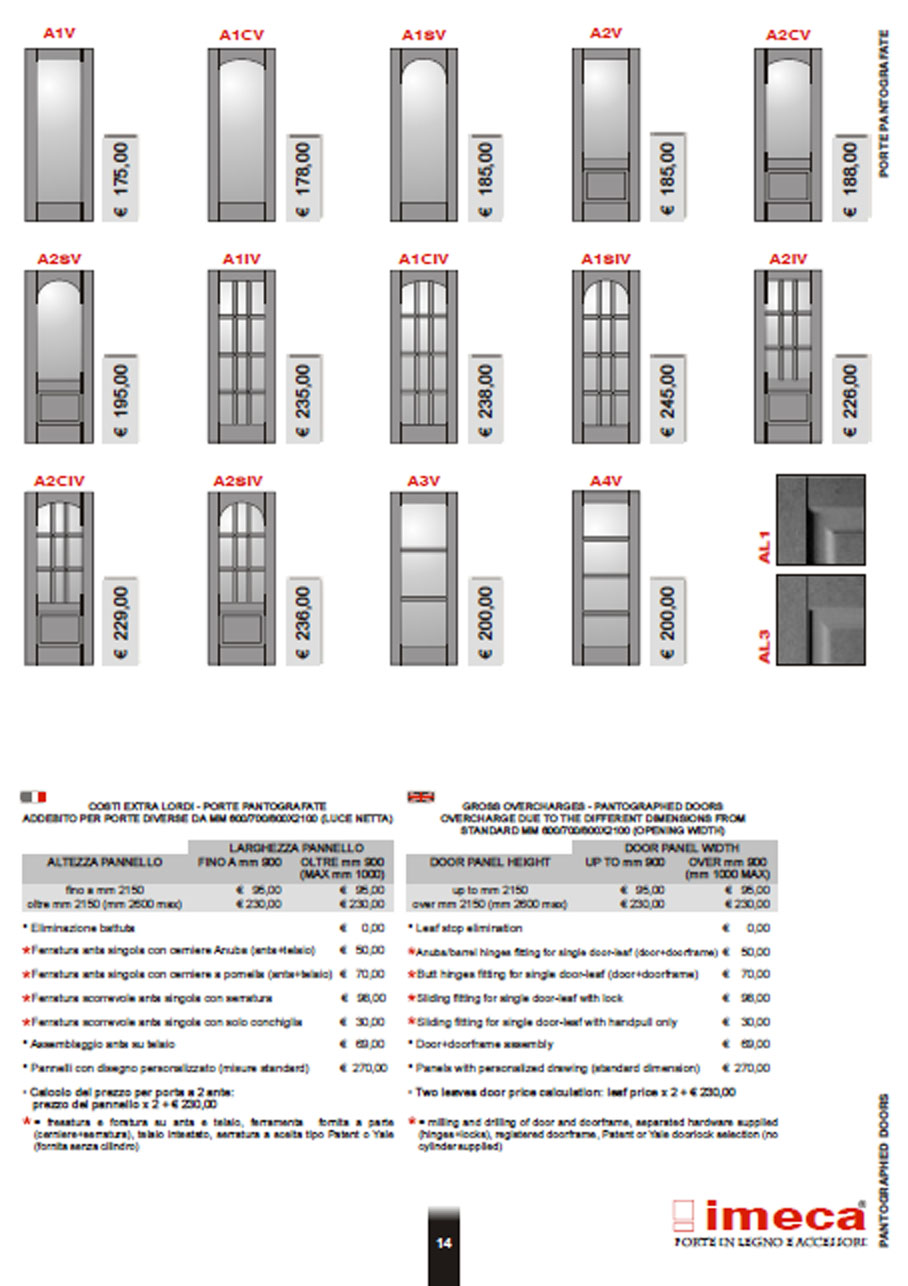 A1V A1CV A1SV A2V A2CV
€ 175,00 € 178,00 € 185,00 € 185,00 € 188,00
PORTE PANTOGRAFATE
A2SV A1IV A1CIV A1SIV A2IV
€ 195,00 € 235,00 € 238,00 € 245,00 € 226,00
A2CIV A2SIV A3V A4V
€ 229,00 € 236,00 € 200,00 € 200,00
AL1
AL3
COSTI EXTRA LORDI - PORTE PANTOGRAFATE
ADDEBITO PER PORTE DIVERSE DA MM 600/700/800X2100 (LUCE NETTA)
LARGHEZZA PANNELLO
ALTEZZA PANNELLO FINO A mm 900 OLTRE mm 900
(MAX mm 1000)
fino a mm 2150 € 95,00 € 95,00
oltre mm 2150 (mm 2600 max) € 230,00 € 230,00
• Eliminazione battuta € 0,00
* Ferratura anta singola con cerniere Anuba (anta+telaio) € 50,00
* Ferratura anta singola con cerniere a pomella (anta+telaio) € 70,00
* Ferratura scorrevole anta singola con serratura € 98,00
* Ferratura scorrevole anta singola con solo conchiglia € 30,00
• Assemblaggio anta su telaio € 69,00
• Pannelli con disegno personalizzato (misure standard) € 270,00
• Calcolo del prezzo per porta a 2 ante:
prezzo del pannello x 2 + € 230,00
* = fresatura e foratura su anta e telaio, ferramenta fornita a parte
(cerniere+serratura), telaio intestato, serratura a scelta tipo Patent o Yale
(fornita senza cilindro)
GROSS OVERCHARGES - PANTOGRAPHED DOORS
OVERCHARGE DUE TO THE DIFFERENT DIMENSIONS FROM
STANDARD MM 600/700/800X2100 (OPENING WIDTH)
DOOR PANEL WIDTH
DOOR PANEL HEIGHT UP TO mm 900 OVER mm 900
(mm 1000 MAX)
up to mm 2150 € 95,00 € 95,00
over mm 2150 (mm 2600 max) € 230,00 € 230,00
• Leaf stop elimination € 0,00
* Anuba/barrel hinges fitting for single door-leaf (door+doorframe) € 50,00
* Butt hinges fitting for single door-leaf (door+doorframe) € 70,00
* Sliding fitting for single door-leaf with lock € 98,00
* Sliding fitting for single door-leaf with handpull only € 30,00
• Door+doorframe assembly € 69,00
• Panels with personalized drawing (standard dimension) € 270,00
• Two leaves door price calculation: leaf price x 2 + € 230,00
* = milling and drilling of door and doorframe, separated hardware supplied
(hinges+locks), registered doorframe, Patent or Yale doorlock selection (no
cylinder supplied)
PANTOGRAPHED DOORS
imeca®
PORTE IN LEGNO E ACCESSORI
14